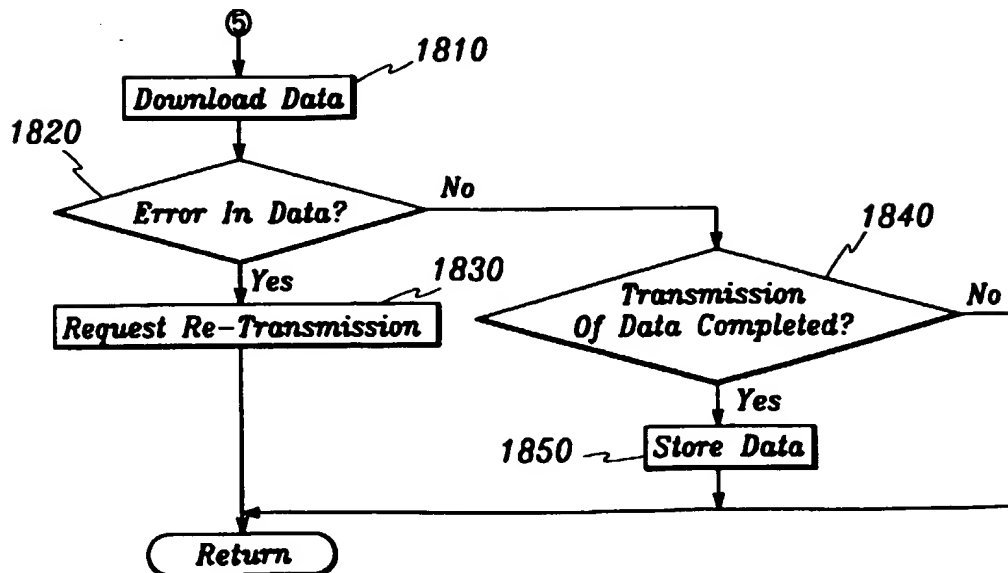 5
1810
Download Data
1820
No
Error In Data?
1840
Yes
1830
Transmission
Of Data Completed?
No
Request Re-Transmission
Yes
1850
Store Data
Return